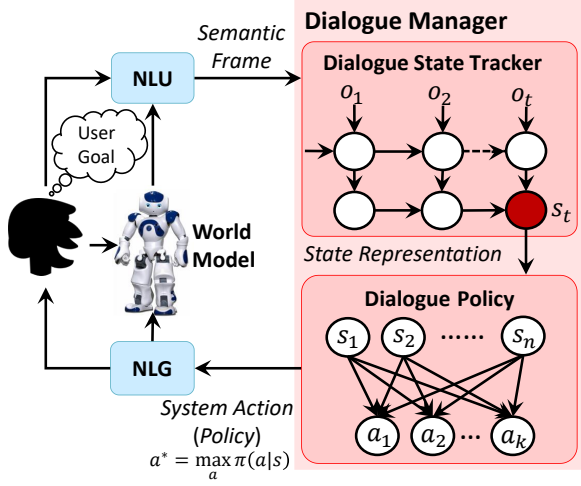 Dialogue Manager
Semantic
Frame
NLU
Dialogue State Tracker
o₁ o₂ oₜ
User
Goal
sₜ
World
Model
State Representation
Dialogue Policy
s₁ s₂ ...... sₙ
NLG
System Action
(Policy)
a* = max π(a|s)
a
a₁ a₂ ... aₖ